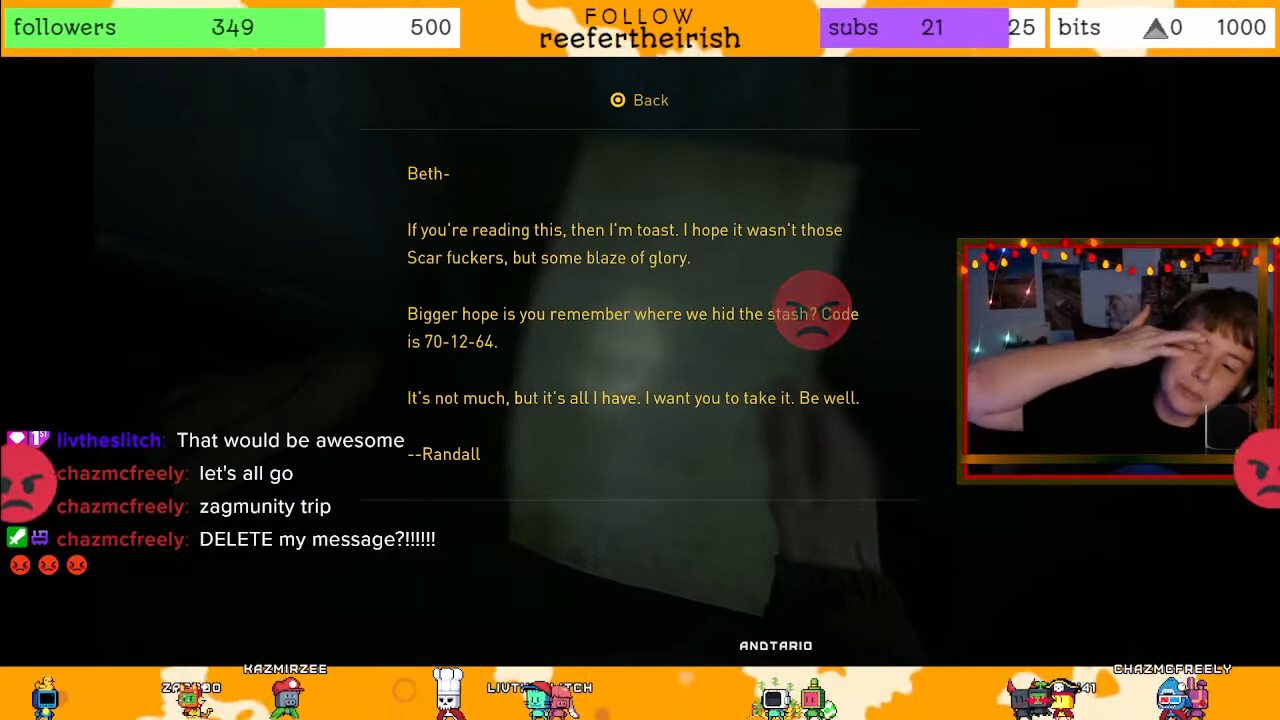 followers 349 500
FOLLOW
reefertheirish
subs 21 25
bits 0 1000
Back
Beth-
If you're reading this, then I'm toast. I hope it wasn't those
Scar fuckers, but some blaze of glory.
Bigger hope is you remember where we hid the stash? Code
is 70-12-64.
It's not much, but it's all I have. I want you to take it. Be well.
--Randall
livtheslitch: That would be awesome
chazmcfreely: let's all go
chazmcfreely: zagmunity trip
chazmcfreely: DELETE my message?!!!!!!
ANDTARIO
KAZMIRZEE
CHAZMCFREELY